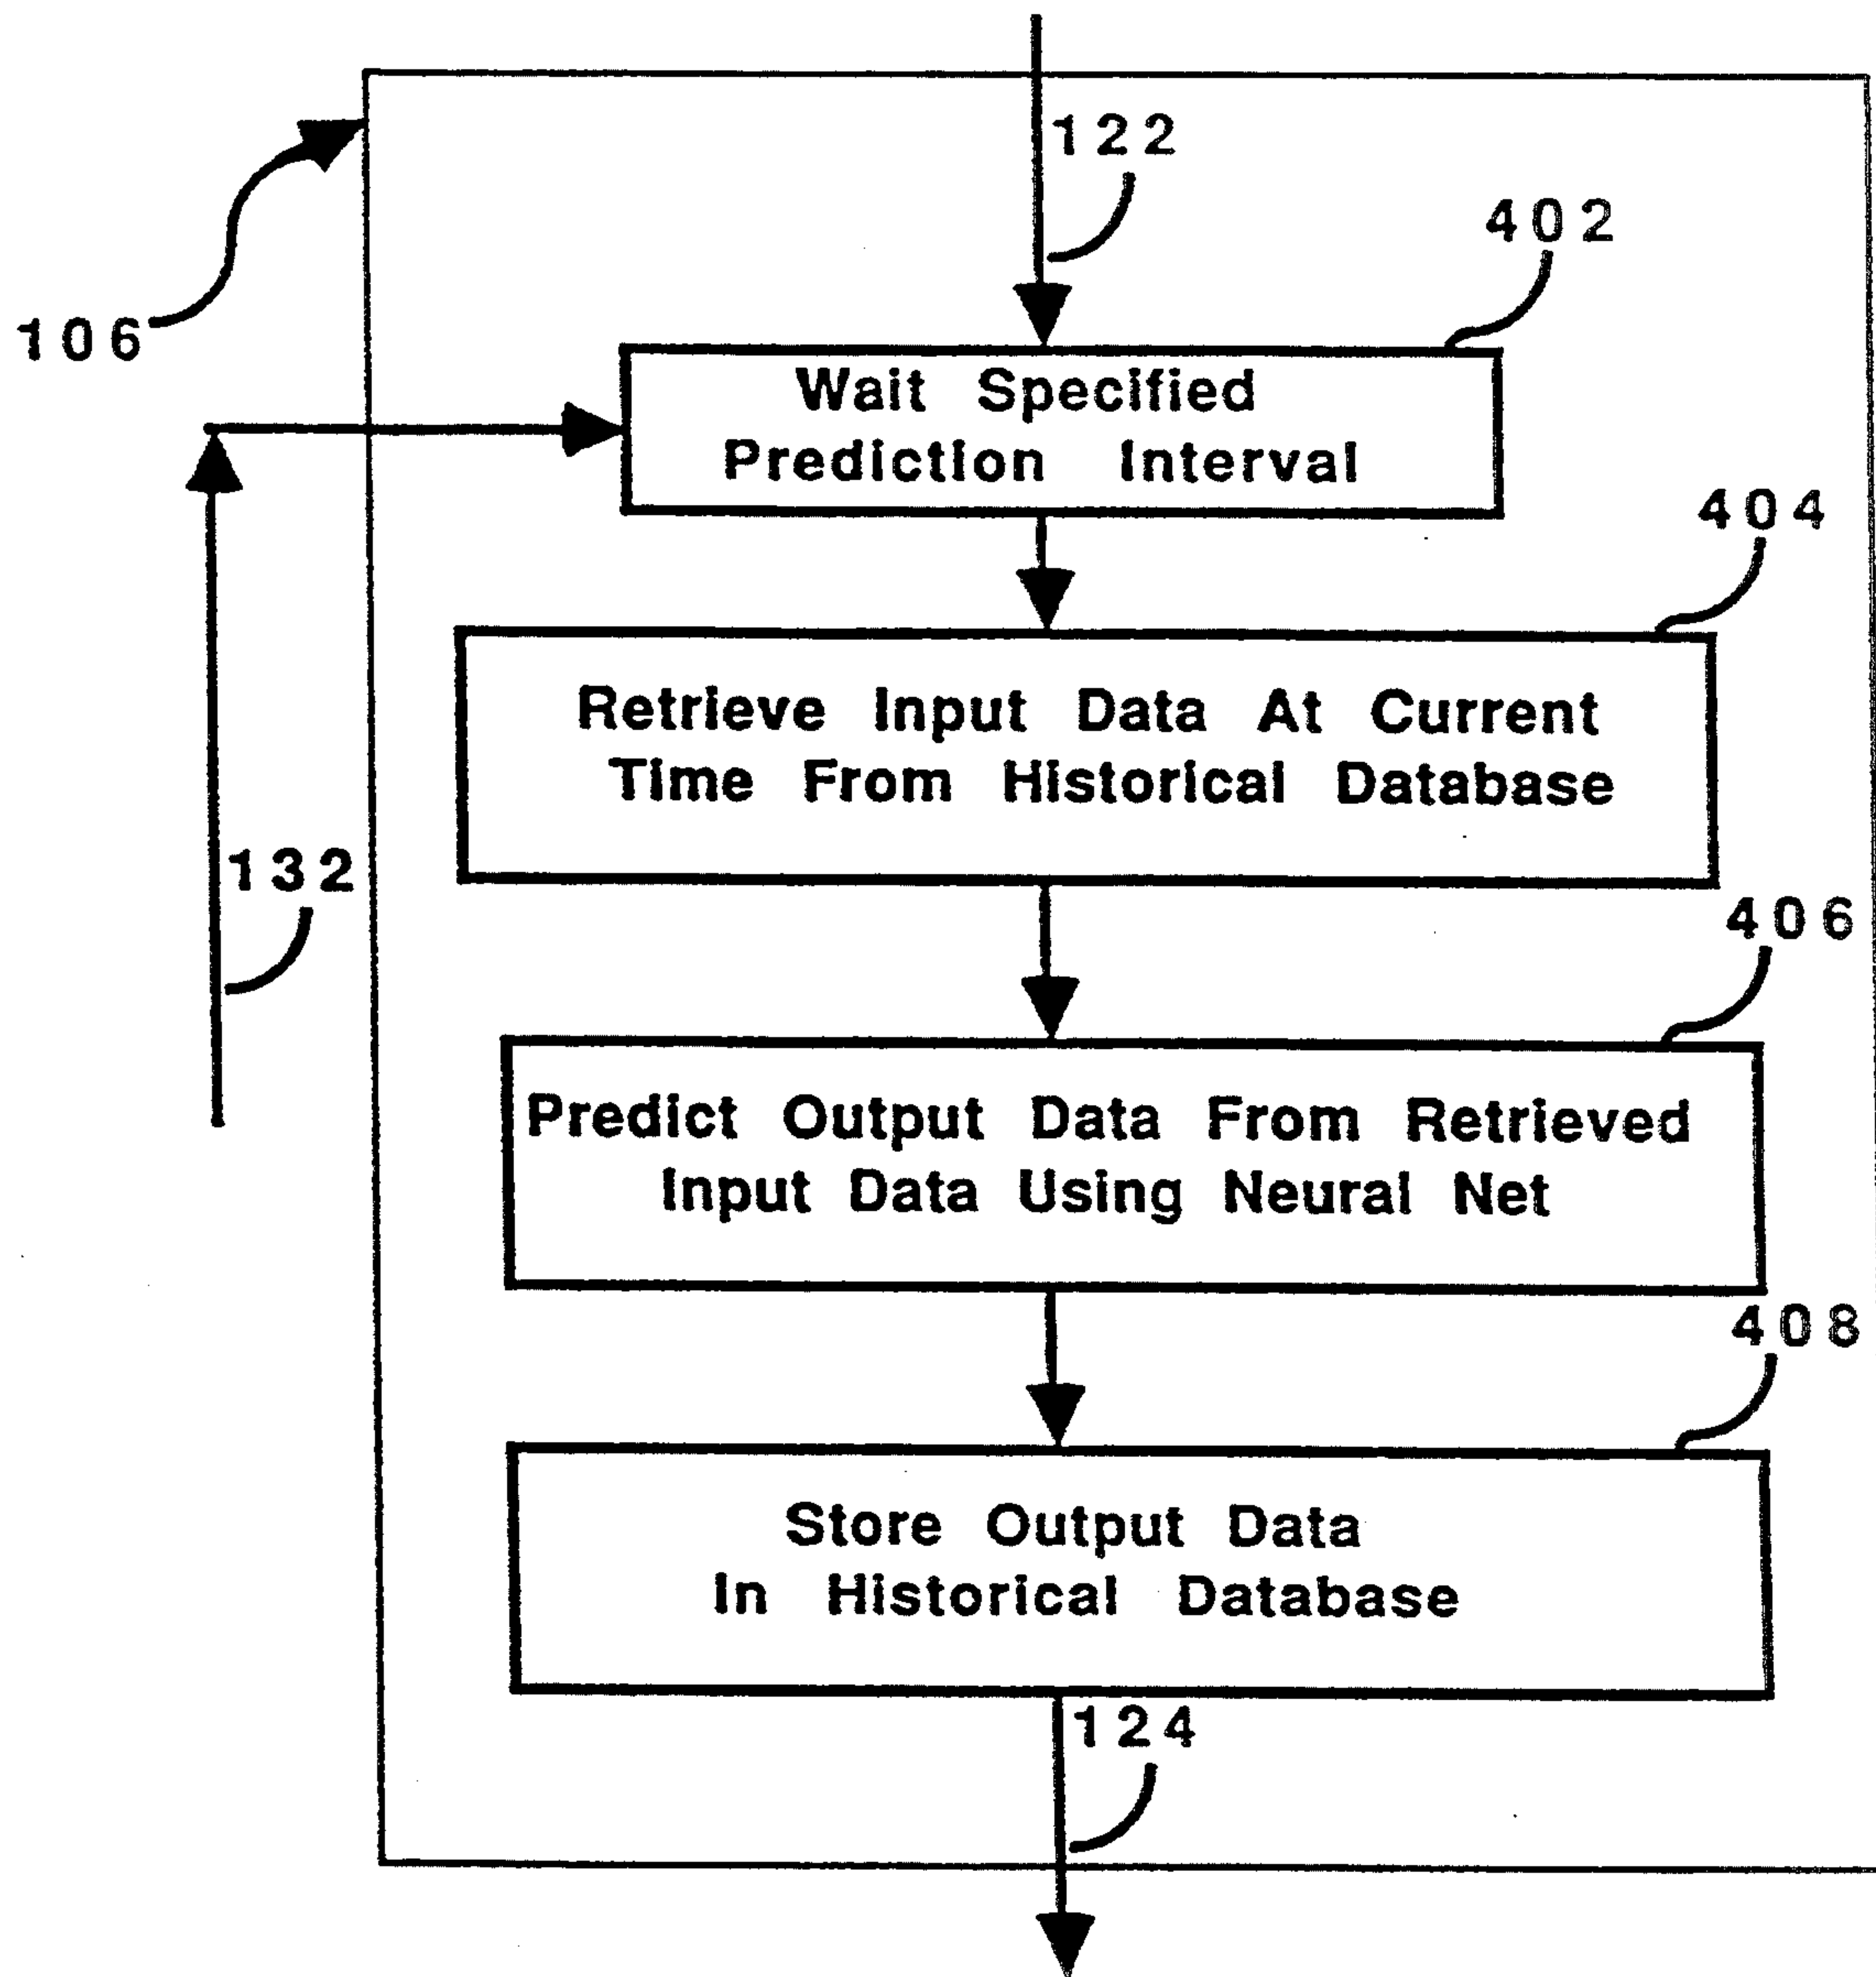 122
402
106
Wait Specified
Prediction Interval
404
Retrieve Input Data At Current
Time From Historical Database
132
406
Predict Output Data From Retrieved
Input Data Using Neural Net
408
Store Output Data
In Historical Database
124